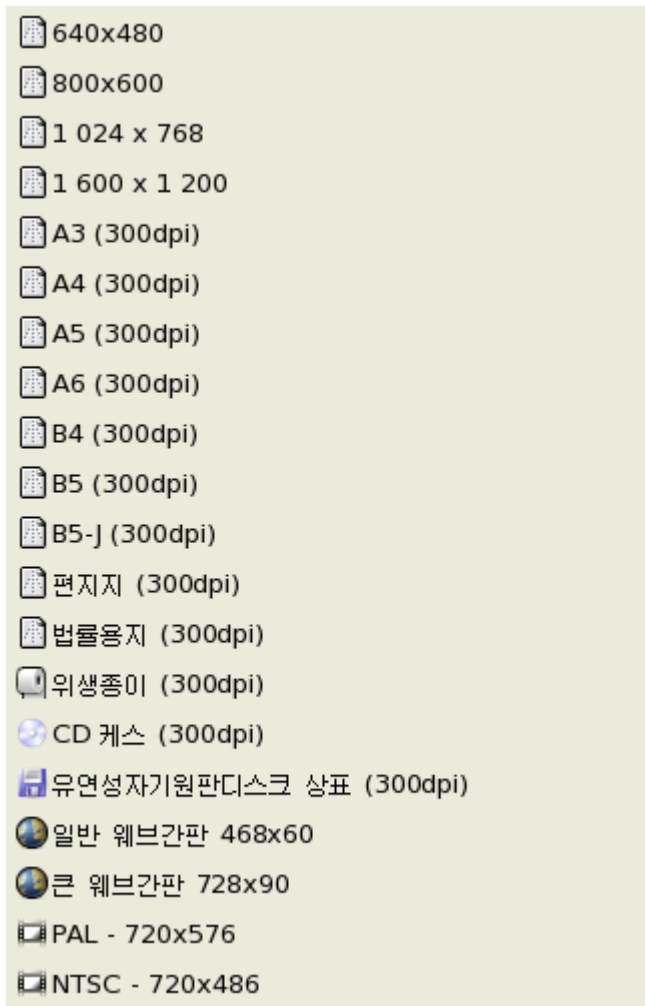 640x480
800x600
1 024 x 768
1 600 x 1 200
A3 (300dpi)
A4 (300dpi)
A5 (300dpi)
A6 (300dpi)
B4 (300dpi)
B5 (300dpi)
B5-J (300dpi)
편지지 (300dpi)
법률용지 (300dpi)
위생종이 (300dpi)
CD 케스 (300dpi)
유연성자기원판디스크 상표 (300dpi)
일반 웨브간판 468x60
큰 웨브간판 728x90
PAL - 720x576
NTSC - 720x486